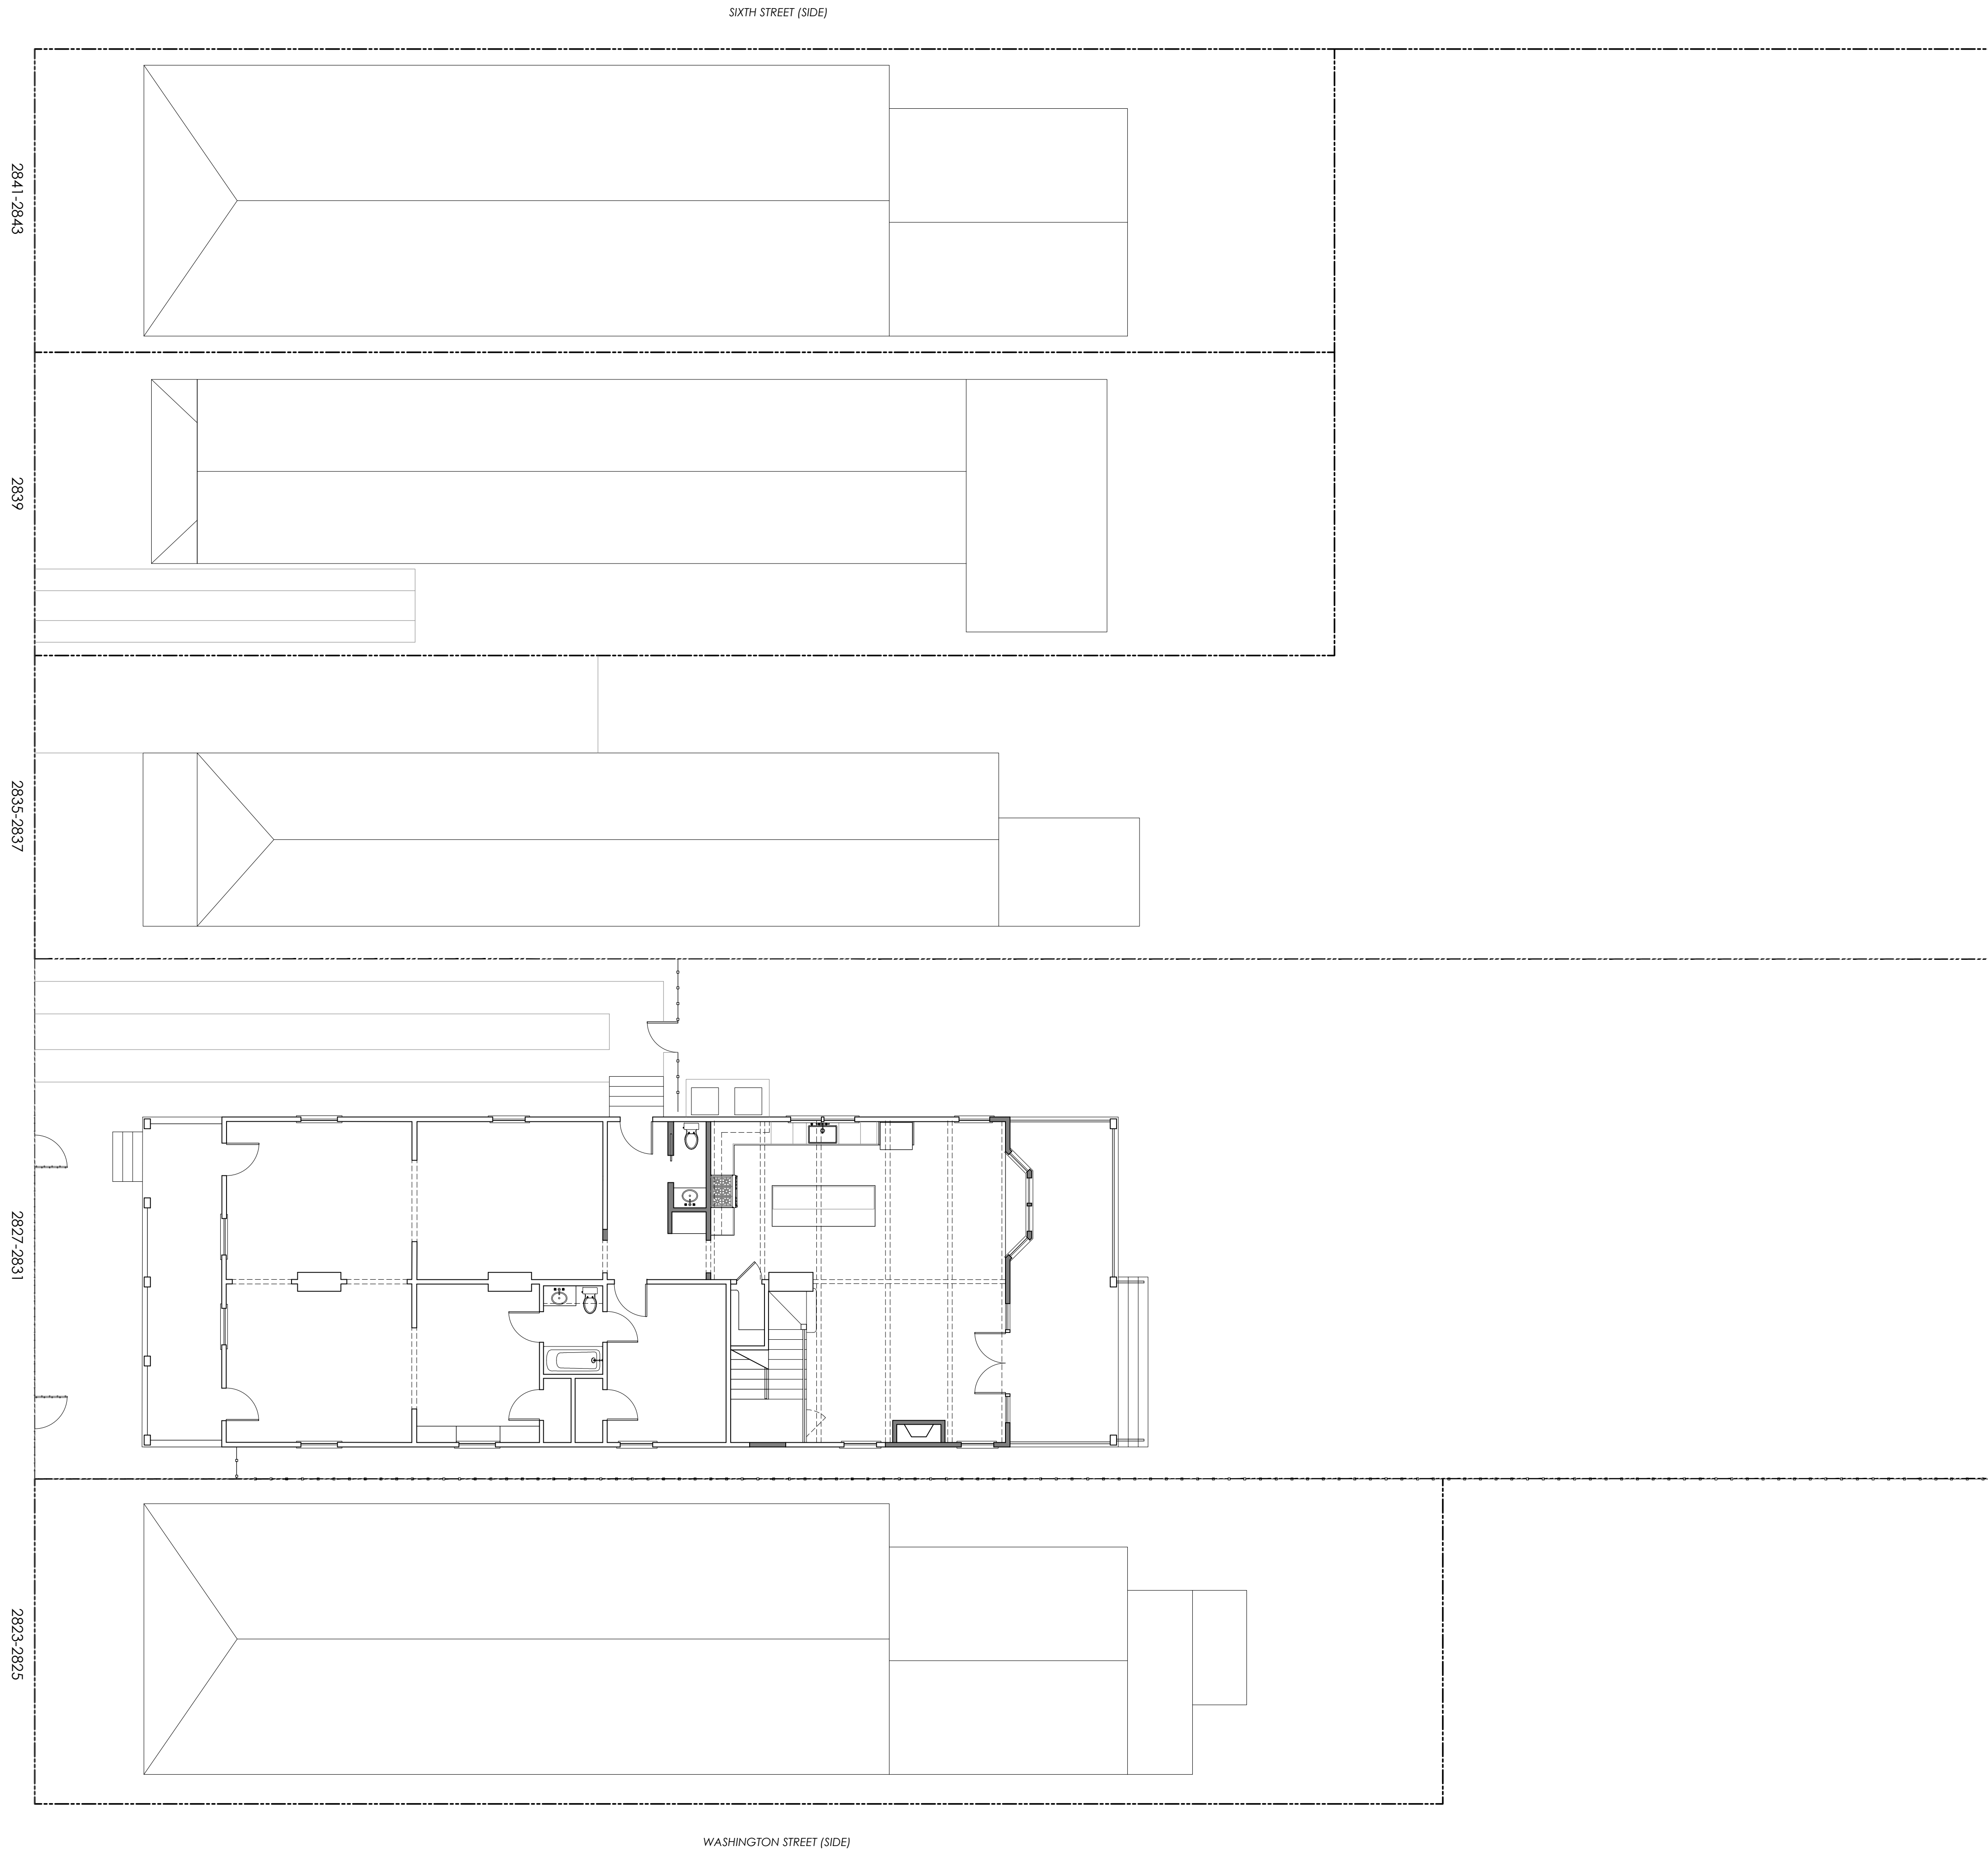 SIXTH STREET (SIDE)
2841-2843
2839
2835-2837
2827-2831
2823-2825
WASHINGTON STREET (SIDE)